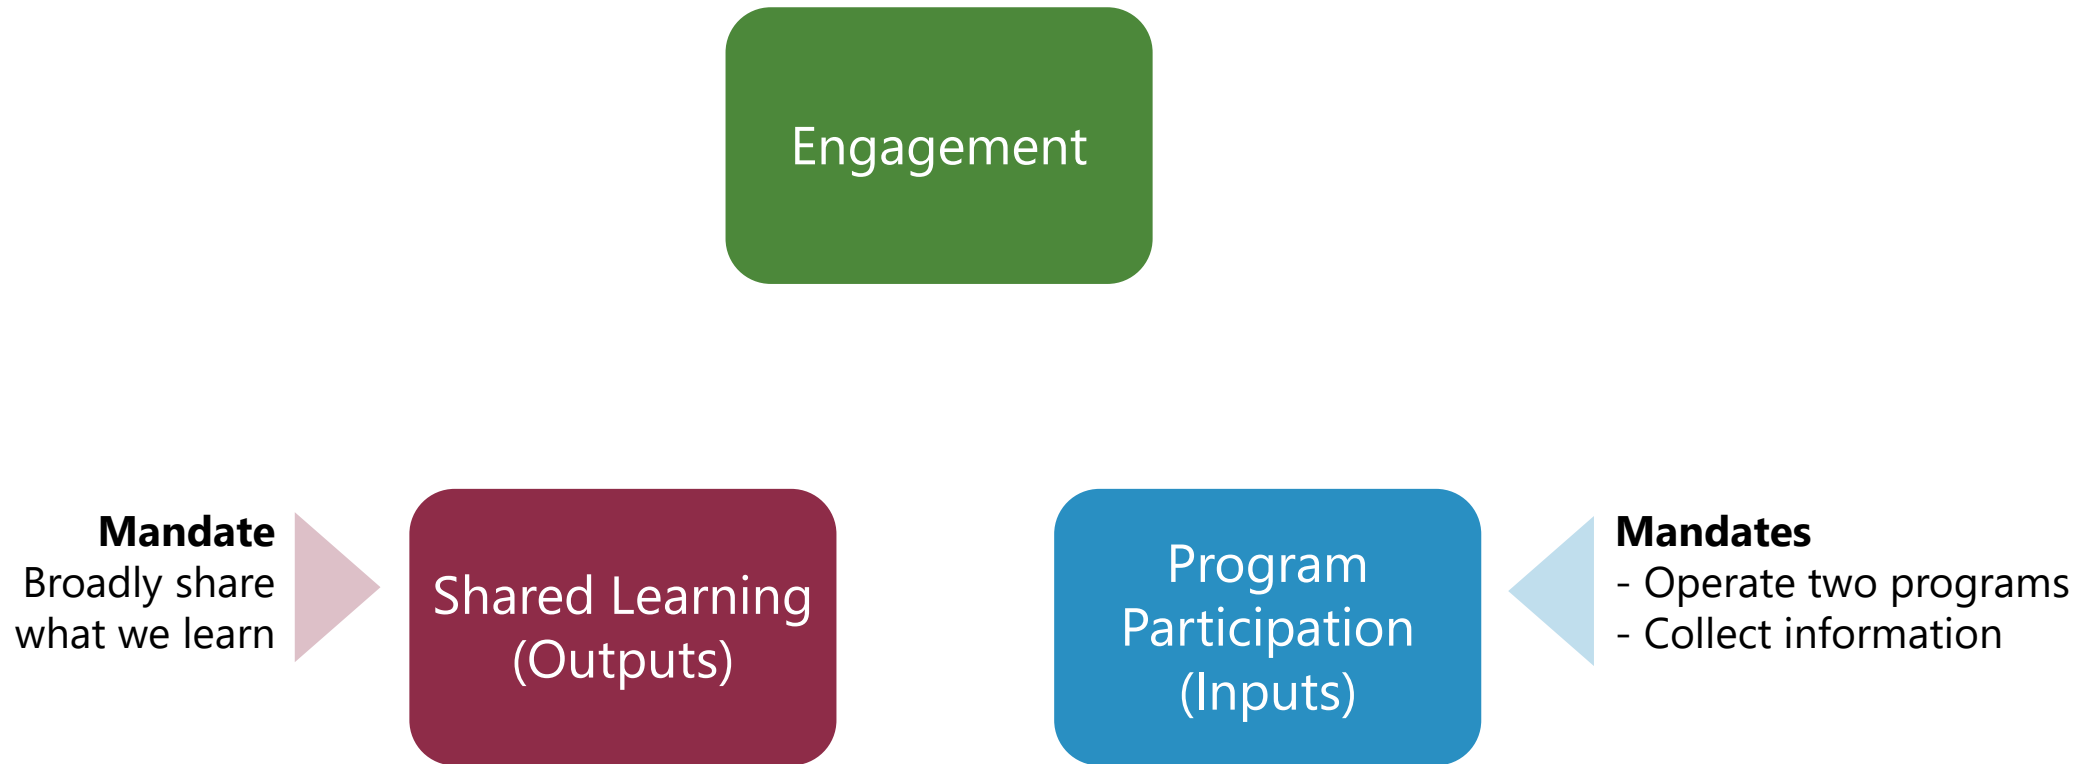 Engagement
Mandate
Broadly share
what we learn
Shared Learning
(Outputs)
Program
Participation
(Inputs)
Mandates
- Operate two programs
- Collect information